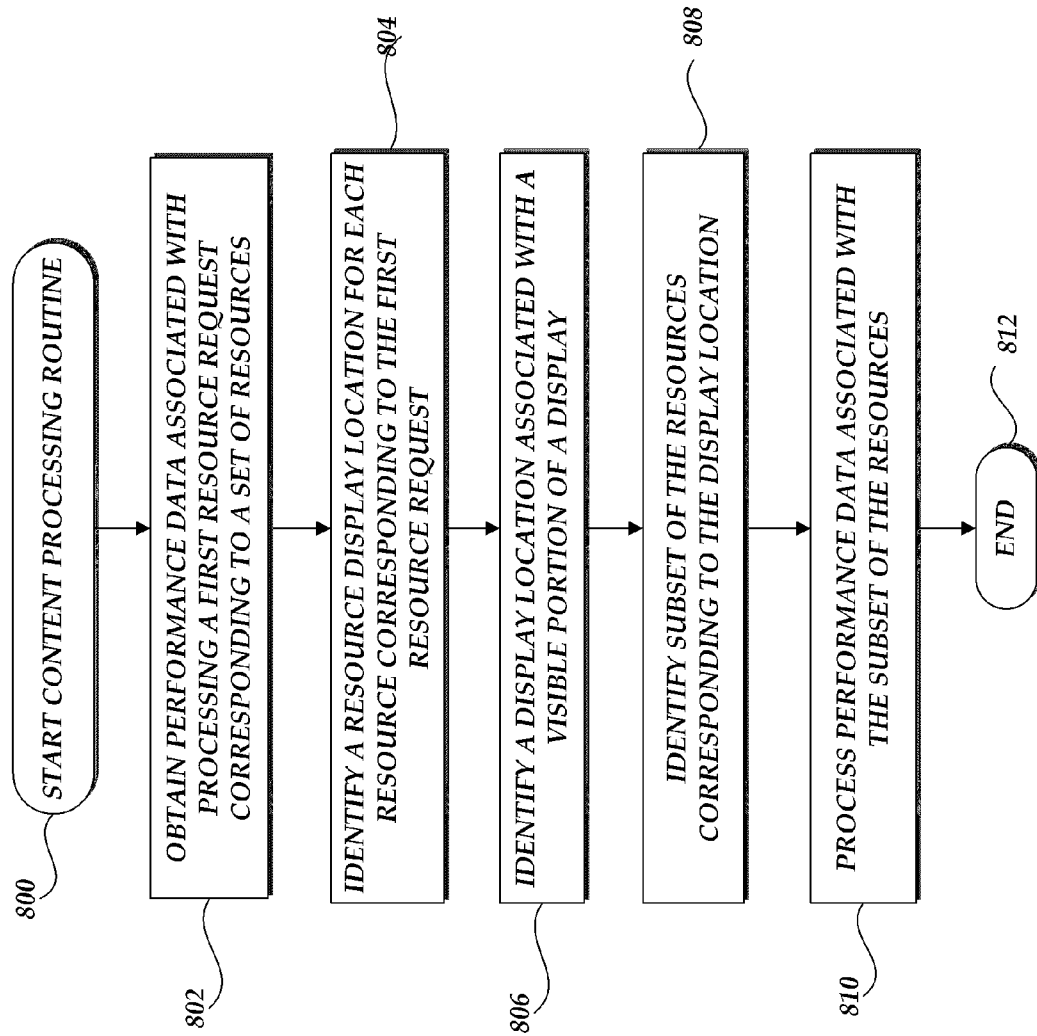 800
START CONTENT PROCESSING ROUTINE
802
OBTAIN PERFORMANCE DATA ASSOCIATED WITH
PROCESSING A FIRST RESOURCE REQUEST
CORRESPONDING TO A SET OF RESOURCES
804
IDENTIFY A RESOURCE DISPLAY LOCATION FOR EACH
RESOURCE CORRESPONDING TO THE FIRST
RESOURCE REQUEST
806
IDENTIFY A DISPLAY LOCATION ASSOCIATED WITH A
VISIBLE PORTION OF A DISPLAY
808
IDENTIFY SUBSET OF THE RESOURCES
CORRESPONDING TO THE DISPLAY LOCATION
810
PROCESS PERFORMANCE DATA ASSOCIATED WITH
THE SUBSET OF THE RESOURCES
812
END